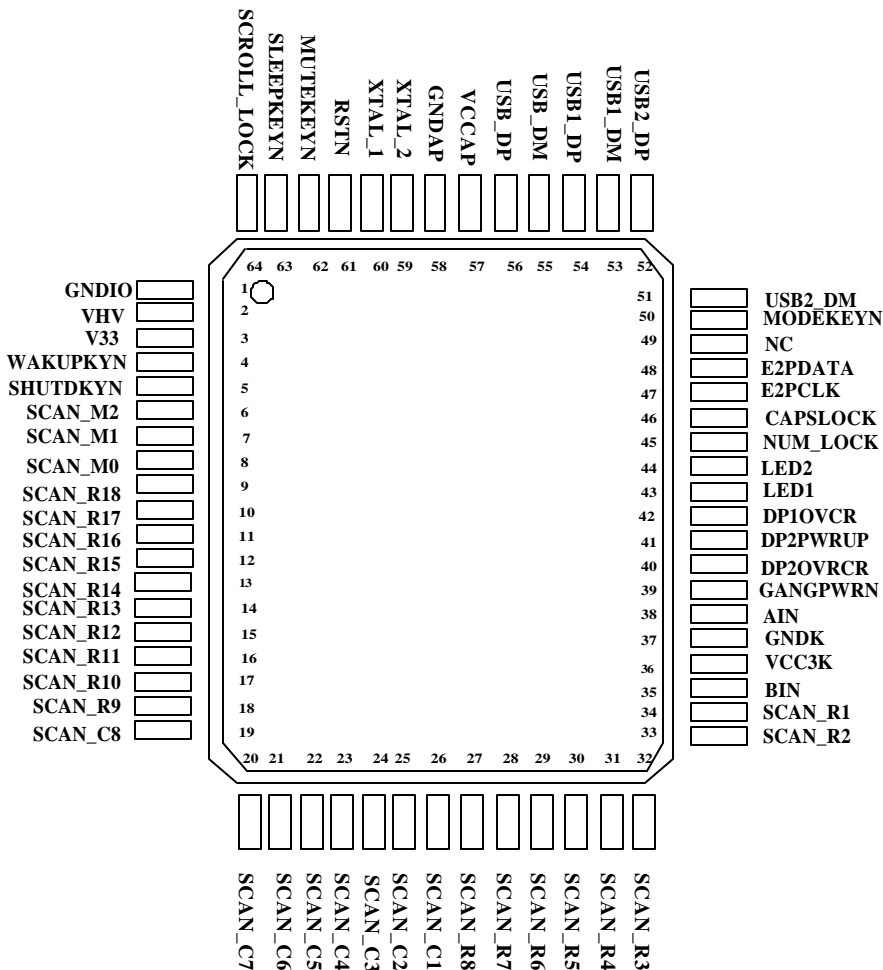 SCROLL_LOCK
SLEEPKEYN
MUTEKEYN
RSTN
XTAL_1
XTAL_2
GNDAP
VCCAP
USB_DP
USB_DM
USB1_DP
USB1_DM
USB2_DP
64 63 62 61 60 59 58 57 56 55 54 53 52
GNDIO 1
VHV 2
V33 3
WAKUPKYN 4
SHUTDKYN 5
SCAN_M2 6
SCAN_M1 7
SCAN_M0 8
SCAN_R18 9
SCAN_R17 10
SCAN_R16 11
SCAN_R15 12
SCAN_R14 13
SCAN_R13 14
SCAN_R12 15
SCAN_R11 16
SCAN_R10 17
SCAN_R9 18
SCAN_C8 19
51 USB2_DM
50 MODEKEYN
49 NC
48 E2PDATA
47 E2PCLK
46 CAPSLOCK
45 NUM_LOCK
44 LED2
43 LED1
42 DP1OVCR
41 DP2PWRUP
40 DP2OVRCR
39 GANGPWRN
38 AIN
37 GNDK
36 VCC3K
35 BIN
34 SCAN_R1
33 SCAN_R2
20 21 22 23 24 25 26 27 28 29 30 31 32
SCAN_C7
SCAN_C6
SCAN_C5
SCAN_C4
SCAN_C3
SCAN_C2
SCAN_C1
SCAN_R8
SCAN_R7
SCAN_R6
SCAN_R5
SCAN_R4
SCAN_R3